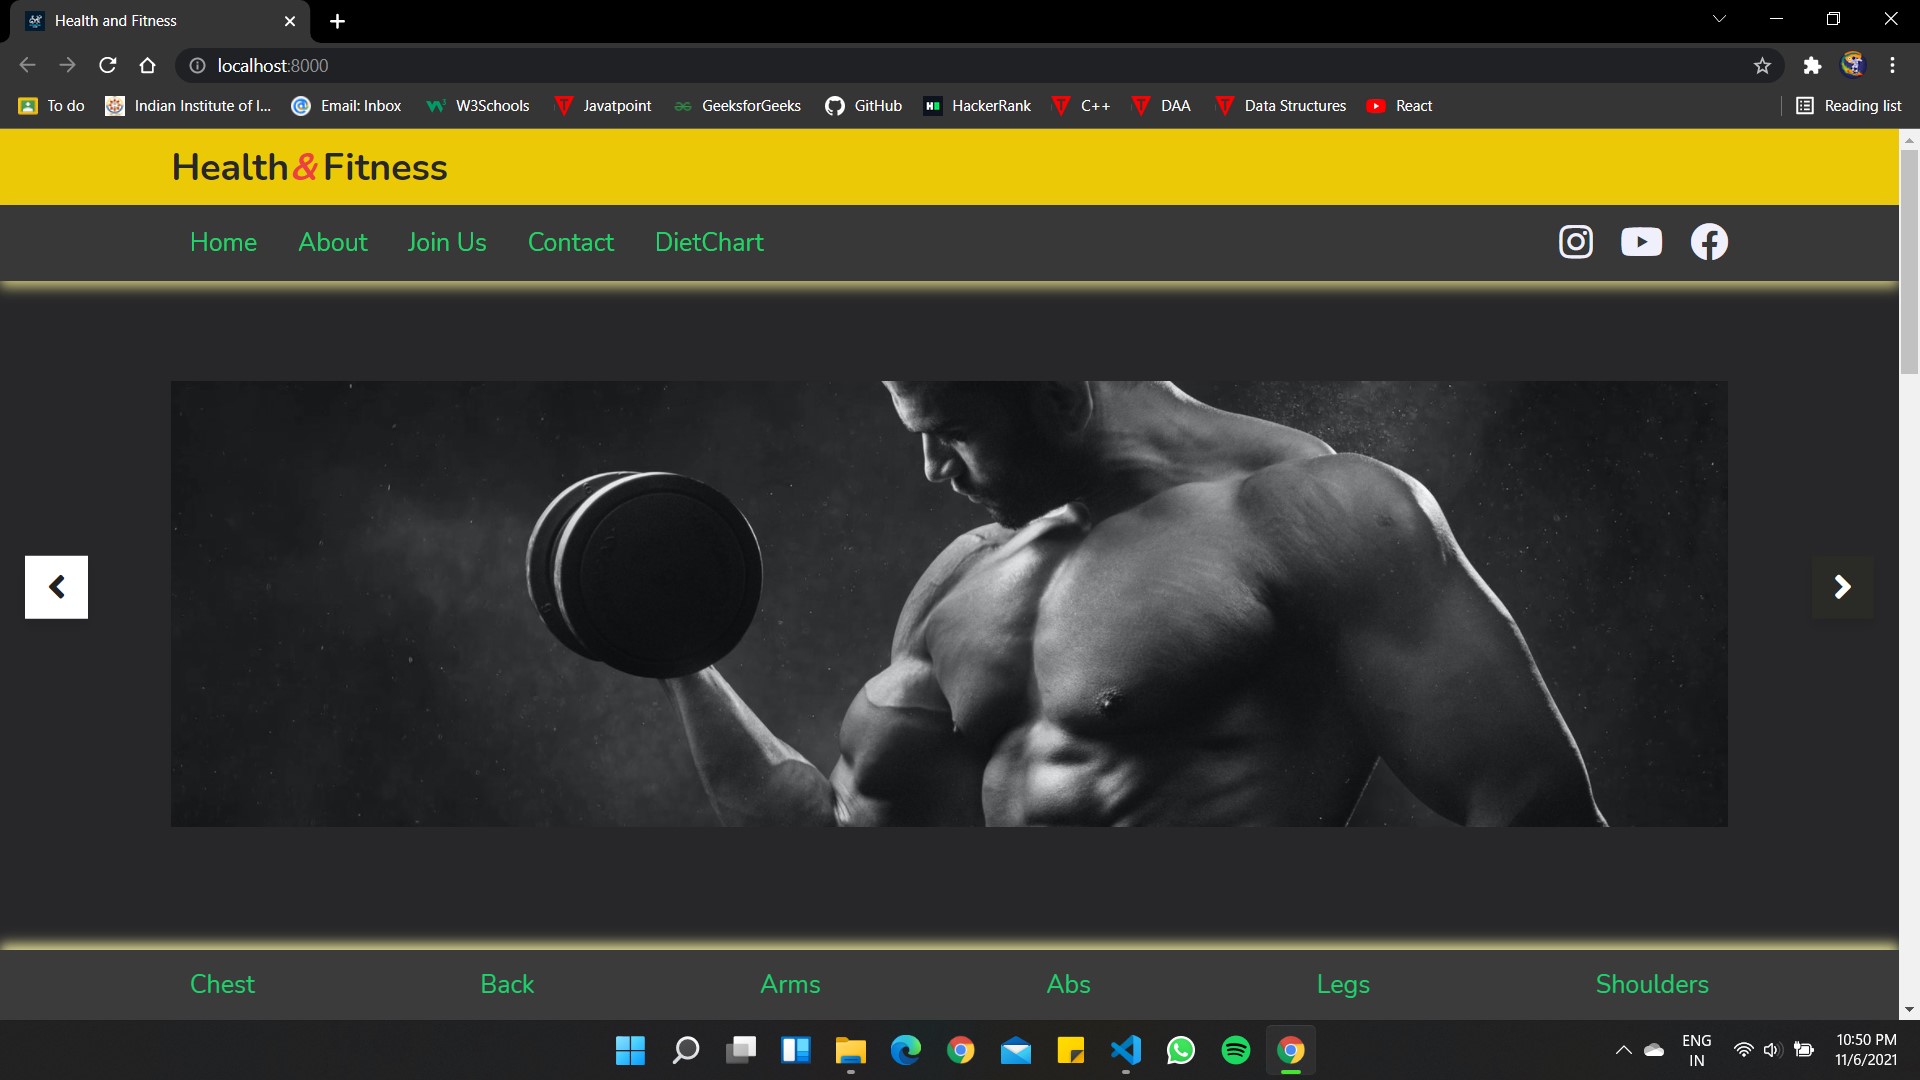 Health and Fitness
localhost:8000
To do Indian Institute of I... Email: Inbox W3Schools Javatpoint GeeksforGeeks GitHub HackerRank C++ DAA Data Structures React Reading list
Health&Fitness
Home About Join Us Contact DietChart
Chest Back Arms Abs Legs Shoulders
ENG
IN
10:50 PM
11/6/2021